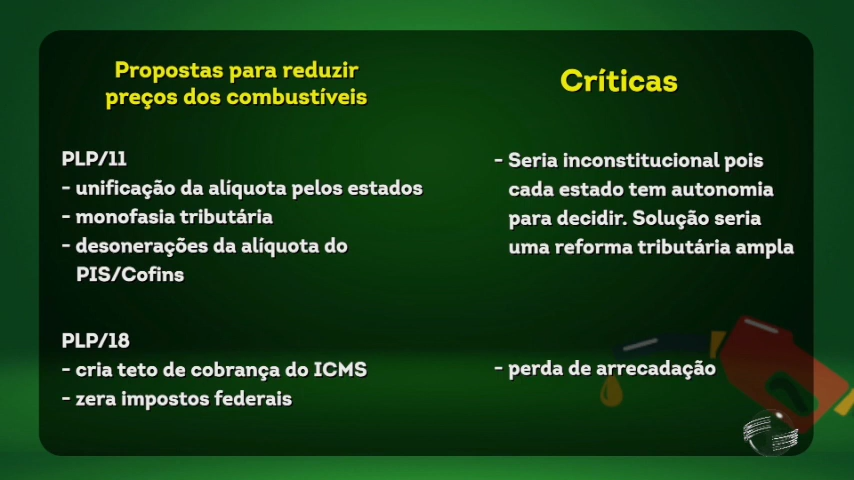 Propostas para reduzir
preços dos combustíveis
PLP/11
- unificação da alíquota pelos estados
- monofasia tributária
- desonerações da alíquota do
PIS/Cofins
PLP/18
- cria teto de cobrança do ICMS
- zera impostos federais
Críticas
- Seria inconstitucional pois
cada estado tem autonomia
para decidir. Solução seria
uma reforma tributária ampla
- perda de arrecadação